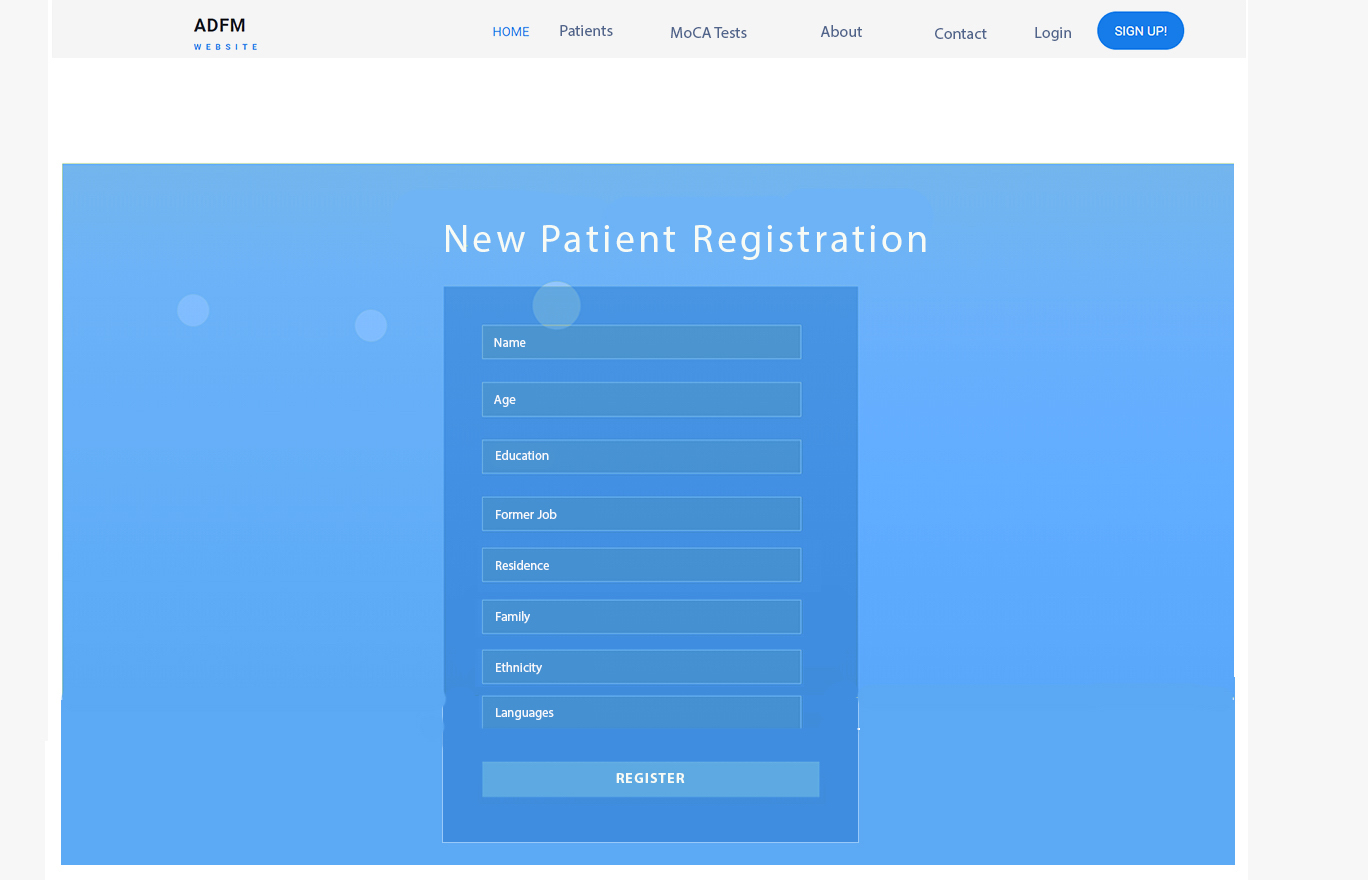 ADFM
WEBSITE
HOME Patients MoCA Tests About Contact Login SIGN UP!
New Patient Registration
Name
Age
Education
Former Job
Residence
Family
Ethnicity
Languages
REGISTER